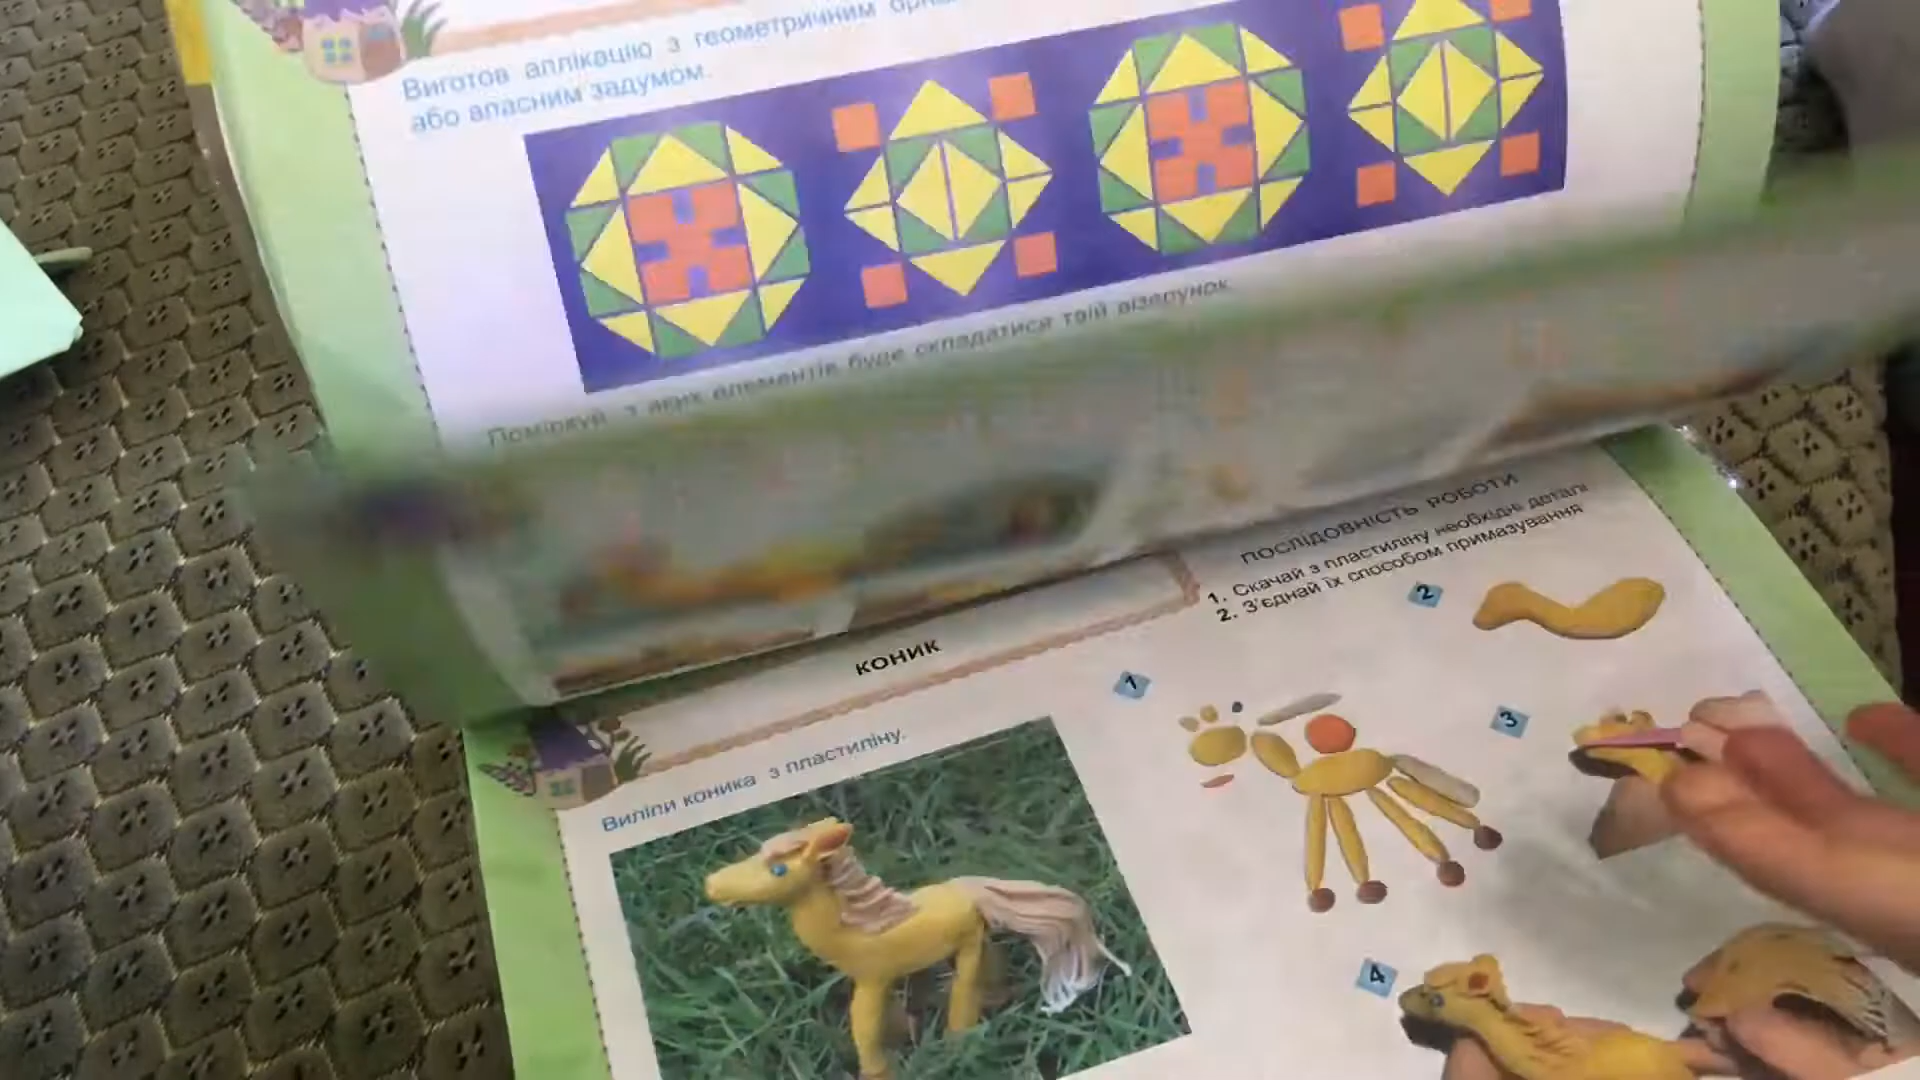 Виготов аплікацію з геометричним
або власним задумом.
Поміркуй, з яких елементів буде складатися твій візерунок.
КОНИК
Виліпи коника з пластиліну.
ПОСЛІДОВНІСТЬ РОБОТИ
1. Скачай з пластиліну необхідні деталі
2. З'єднай їх способом примазування
1
2
3
4